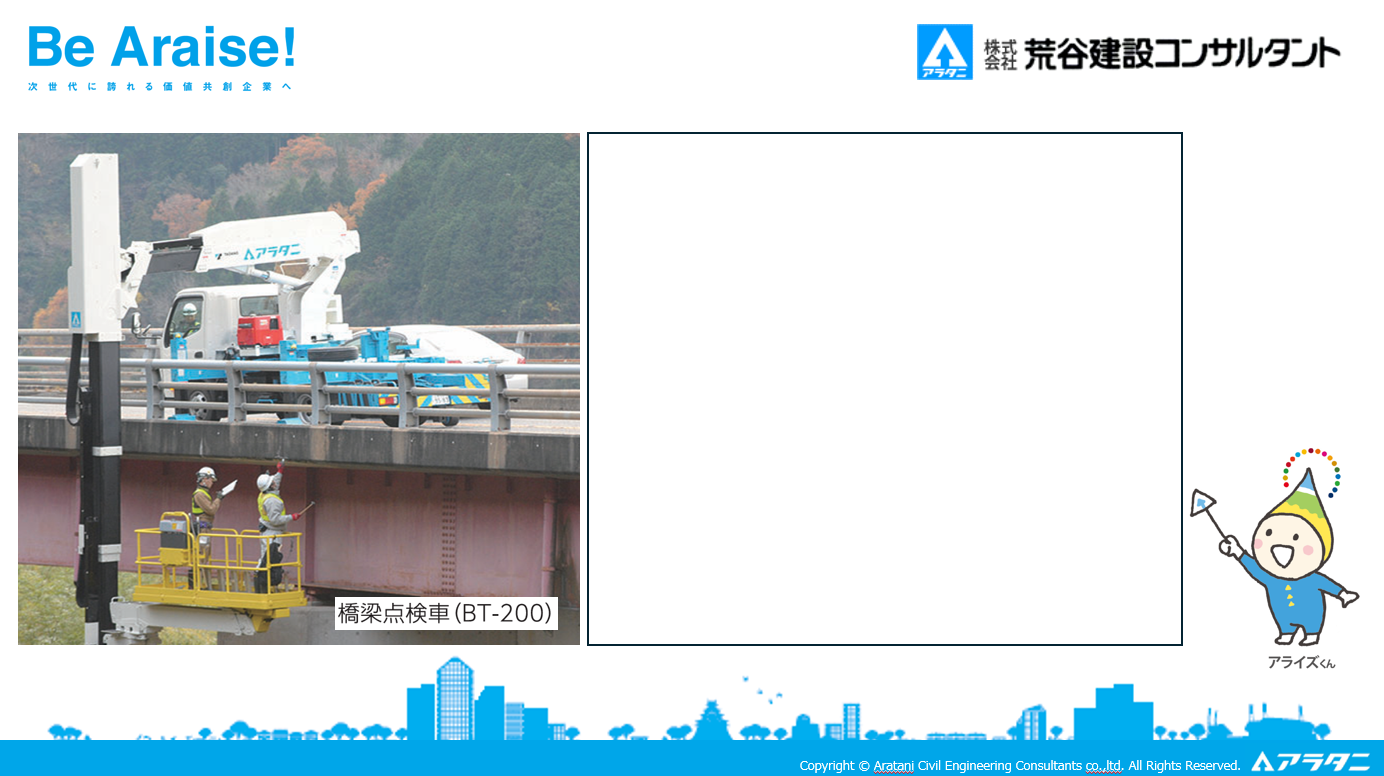 Be Araise!
次世代に誇れる価値共創企業へ
アラタニ
株式会社 荒谷建設コンサルタント
アラタニ
橋梁点検車(BT-200)
アライズくん
Copyright © Aratani Civil Engineering Consultants co.,ltd. All Rights Reserved.
アラタニ